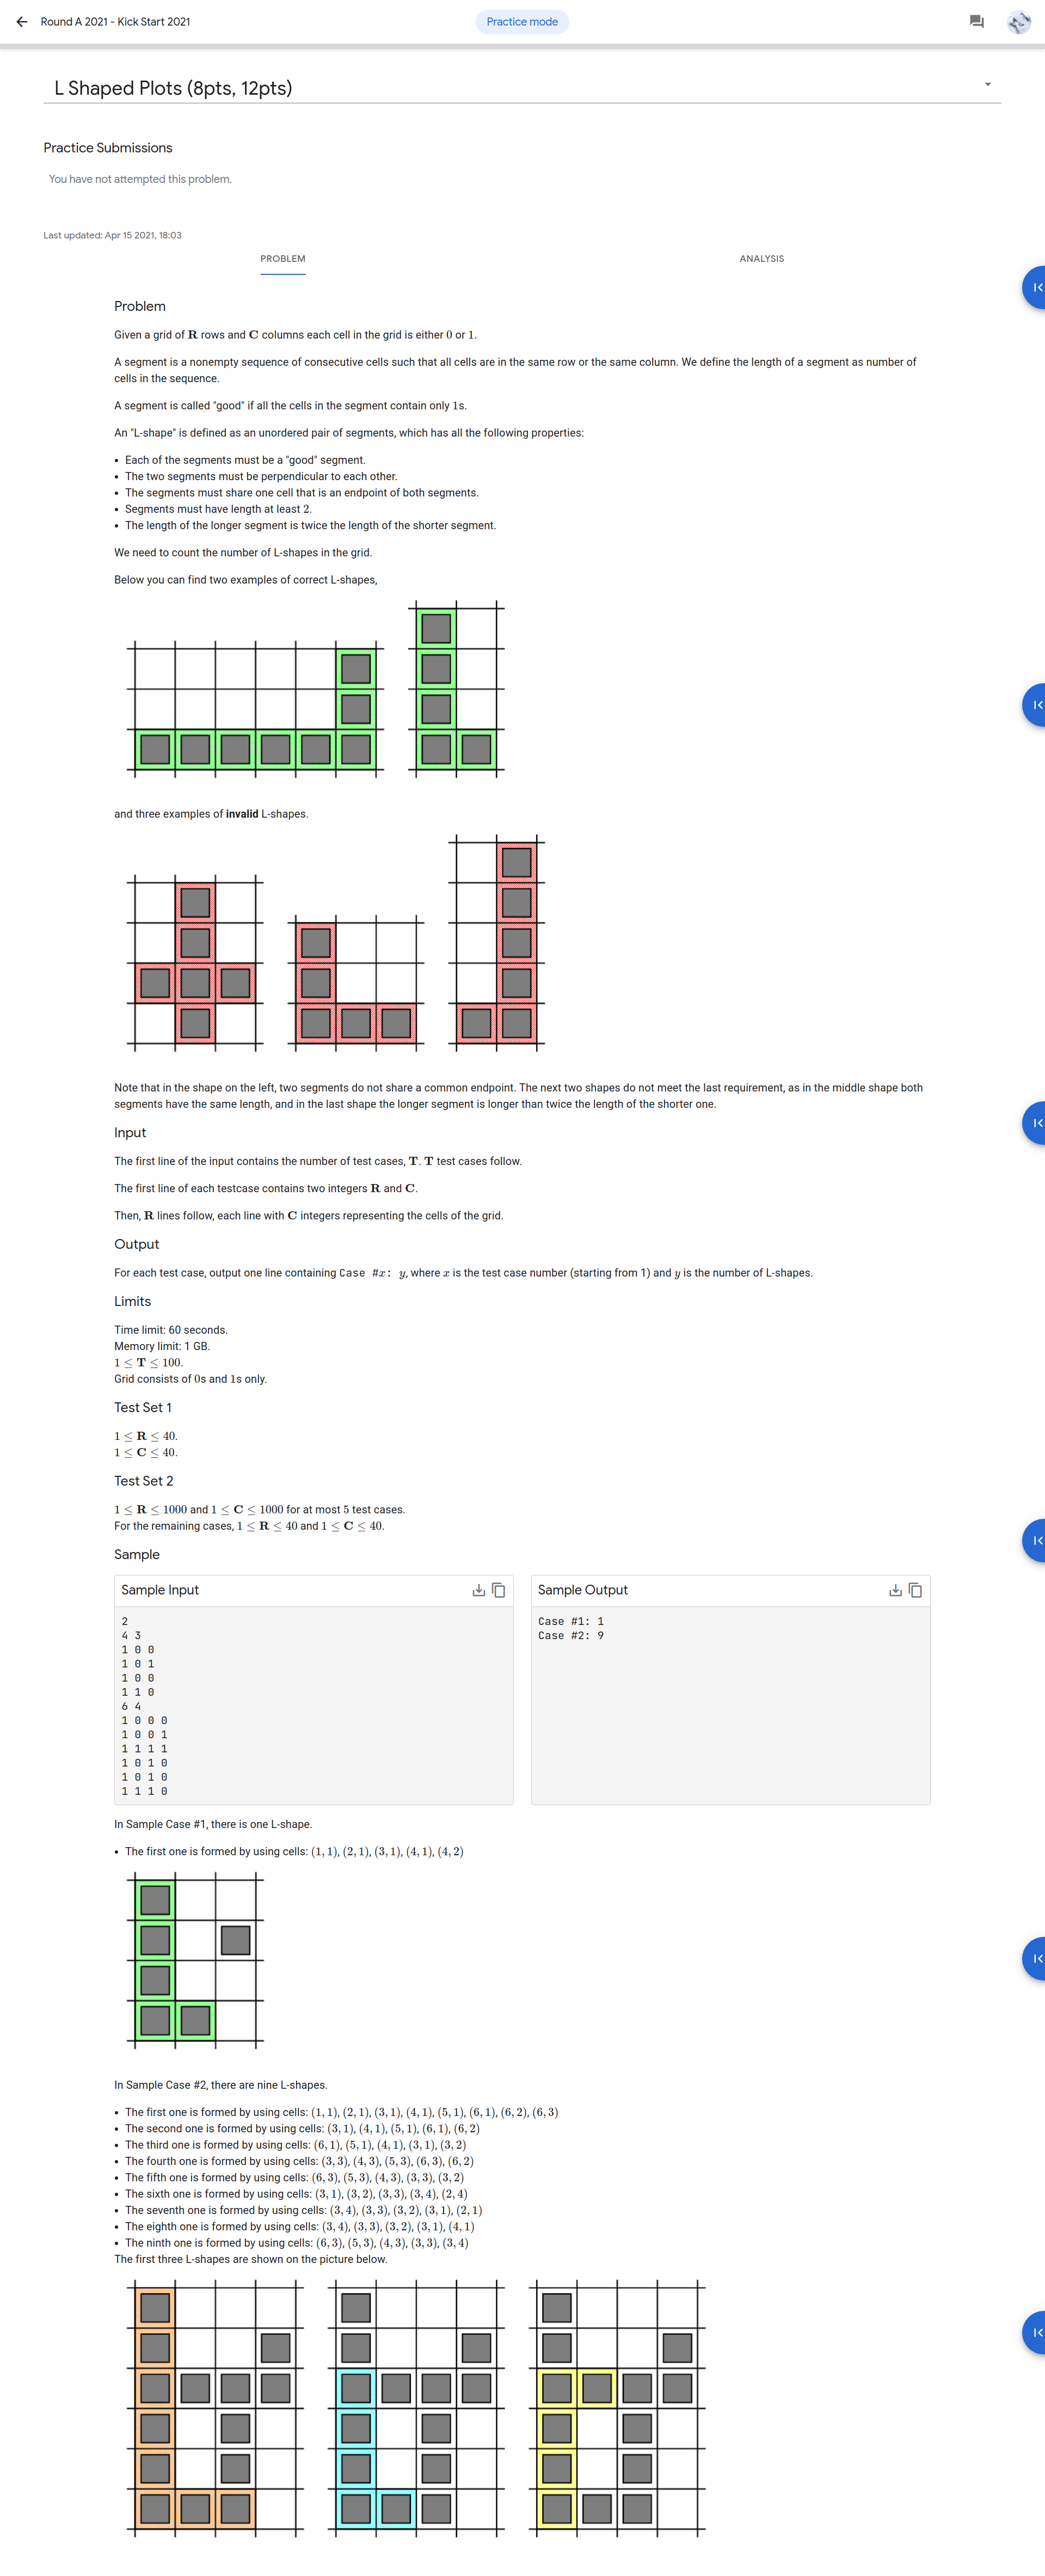 Round A 2021 - Kick Start 2021
Practice mode
L Shaped Plots (8pts, 12pts)
Practice Submissions
You have not attempted this problem.
Last updated: Apr 15 2021, 18:03
PROBLEM
ANALYSIS
Problem
Given a grid of R rows and C columns each cell in the grid is either 0 or 1.
A segment is a nonempty sequence of consecutive cells such that all cells are in the same row or the same column. We define the length of a segment as number of
cells in the sequence.
A segment is called "good" if all the cells in the segment contain only 1s.
An "L-shape" is defined as an unordered pair of segments, which has all the following properties:
• Each of the segments must be a "good" segment.
• The two segments must be perpendicular to each other.
• The segments must share one cell that is an endpoint of both segments.
• Segments must have length at least 2.
• The length of the longer segment is twice the length of the shorter segment.
We need to count the number of L-shapes in the grid.
Below you can find two examples of correct L-shapes,
and three examples of invalid L-shapes.
Note that in the shape on the left, two segments do not share a common endpoint. The next two shapes do not meet the last requirement, as in the middle shape both
segments have the same length, and in the last shape the longer segment is longer than twice the length of the shorter one.
Input
The first line of the input contains the number of test cases, T. T test cases follow.
The first line of each testcase contains two integers R and C.
Then, R lines follow, each line with C integers representing the cells of the grid.
Output
For each test case, output one line containing Case #x: y, where x is the test case number (starting from 1) and y is the number of L-shapes.
Limits
Time limit: 60 seconds.
Memory limit: 1 GB.
1 ≤ T ≤ 100.
Grid consists of 0s and 1s only.
Test Set 1
1 ≤ R ≤ 40.
1 ≤ C ≤ 40.
Test Set 2
1 ≤ R ≤ 1000 and 1 ≤ C ≤ 1000 for at most 5 test cases.
For the remaining cases, 1 ≤ R ≤ 40 and 1 ≤ C ≤ 40.
Sample
Sample Input
2
4 3
1 0 0
1 0 1
1 0 0
1 1 0
6 4
1 0 0 0
1 0 0 1
1 1 1 1
1 0 1 0
1 0 1 0
1 1 1 0
Sample Output
Case #1: 1
Case #2: 9
In Sample Case #1, there is one L-shape.
• The first one is formed by using cells: (1, 1), (2, 1), (3, 1), (4, 1), (4, 2)
In Sample Case #2, there are nine L-shapes.
• The first one is formed by using cells: (1, 1), (2, 1), (3, 1), (4, 1), (5, 1), (6, 1), (6, 2), (6, 3)
• The second one is formed by using cells: (3, 1), (4, 1), (5, 1), (6, 1), (6, 2)
• The third one is formed by using cells: (6, 1), (5, 1), (4, 1), (3, 1), (3, 2)
• The fourth one is formed by using cells: (3, 3), (4, 3), (5, 3), (6, 3), (6, 2)
• The fifth one is formed by using cells: (6, 3), (5, 3), (4, 3), (3, 3), (3, 2)
• The sixth one is formed by using cells: (3, 1), (3, 2), (3, 3), (3, 4), (2, 4)
• The seventh one is formed by using cells: (3, 4), (3, 3), (3, 2), (3, 1), (2, 1)
• The eighth one is formed by using cells: (3, 4), (3, 3), (3, 2), (3, 1), (4, 1)
• The ninth one is formed by using cells: (6, 3), (5, 3), (4, 3), (3, 3), (3, 4)
The first three L-shapes are shown on the picture below.